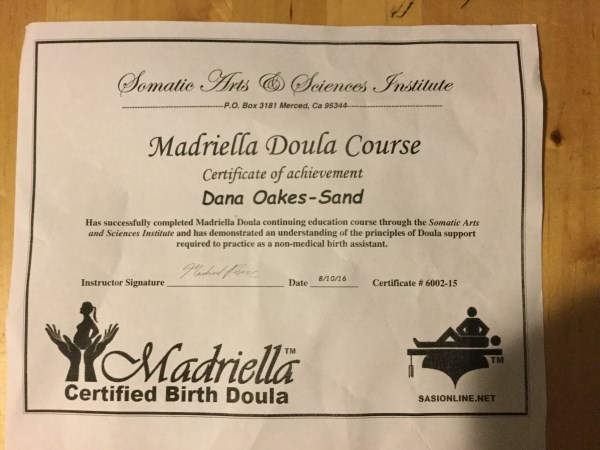 Somatic Arts & Sciences Institute
P.O. Box 3181 Merced, Ca 95344
Madriella Doula Course
Certificate of achievement
Dana Oakes-Sand
Has successfully completed Madriella Doula continuing education course through the Somatic Arts
and Sciences Institute and has demonstrated an understanding of the principles of Doula support
required to practice as a non-medical birth assistant.
Instructor Signature Date 8/10/16 Certificate # 6002-15
Madriella™
Certified Birth Doula
TM
SASIONLINE.NET